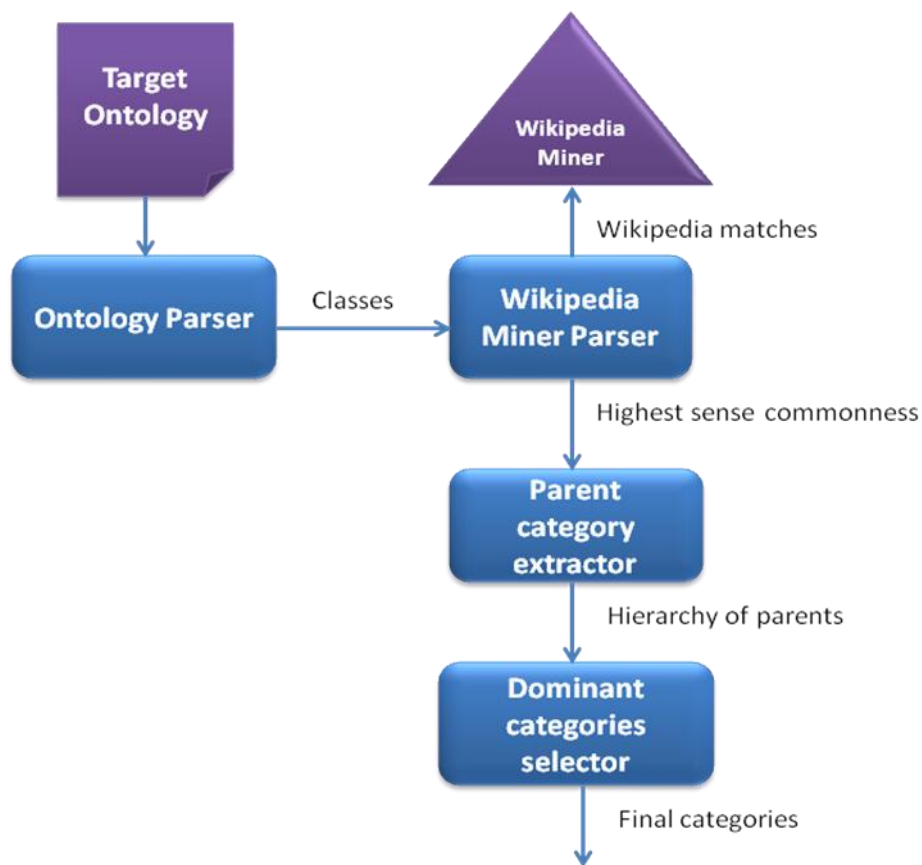 Target
Ontology
Wikipedia
Miner
Wikipedia matches
Ontology Parser
Classes
Wikipedia
Miner Parser
Highest sense commonness
Parent
category
extractor
Hierarchy of parents
Dominant
categories
selector
Final categories